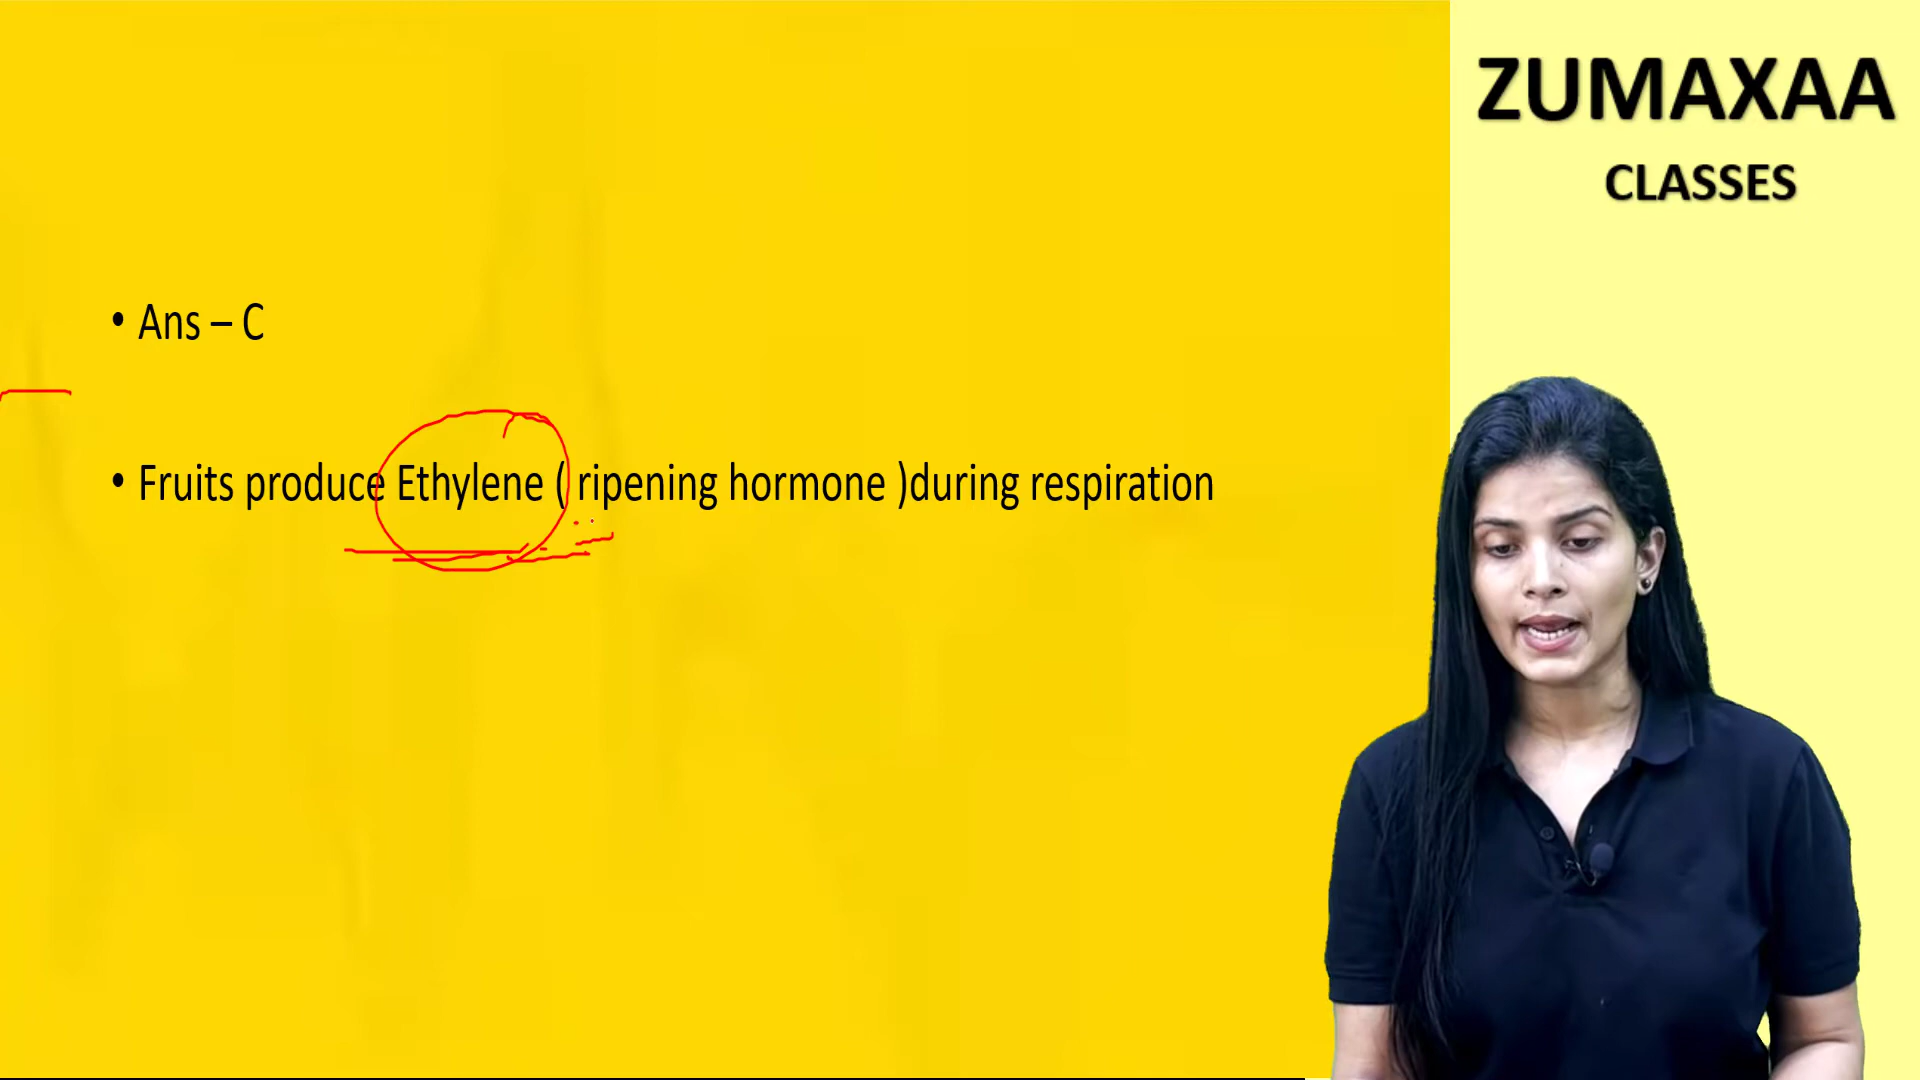 ZUMAXAA
CLASSES
• Ans – C
• Fruits produce Ethylene ( ripening hormone )during respiration